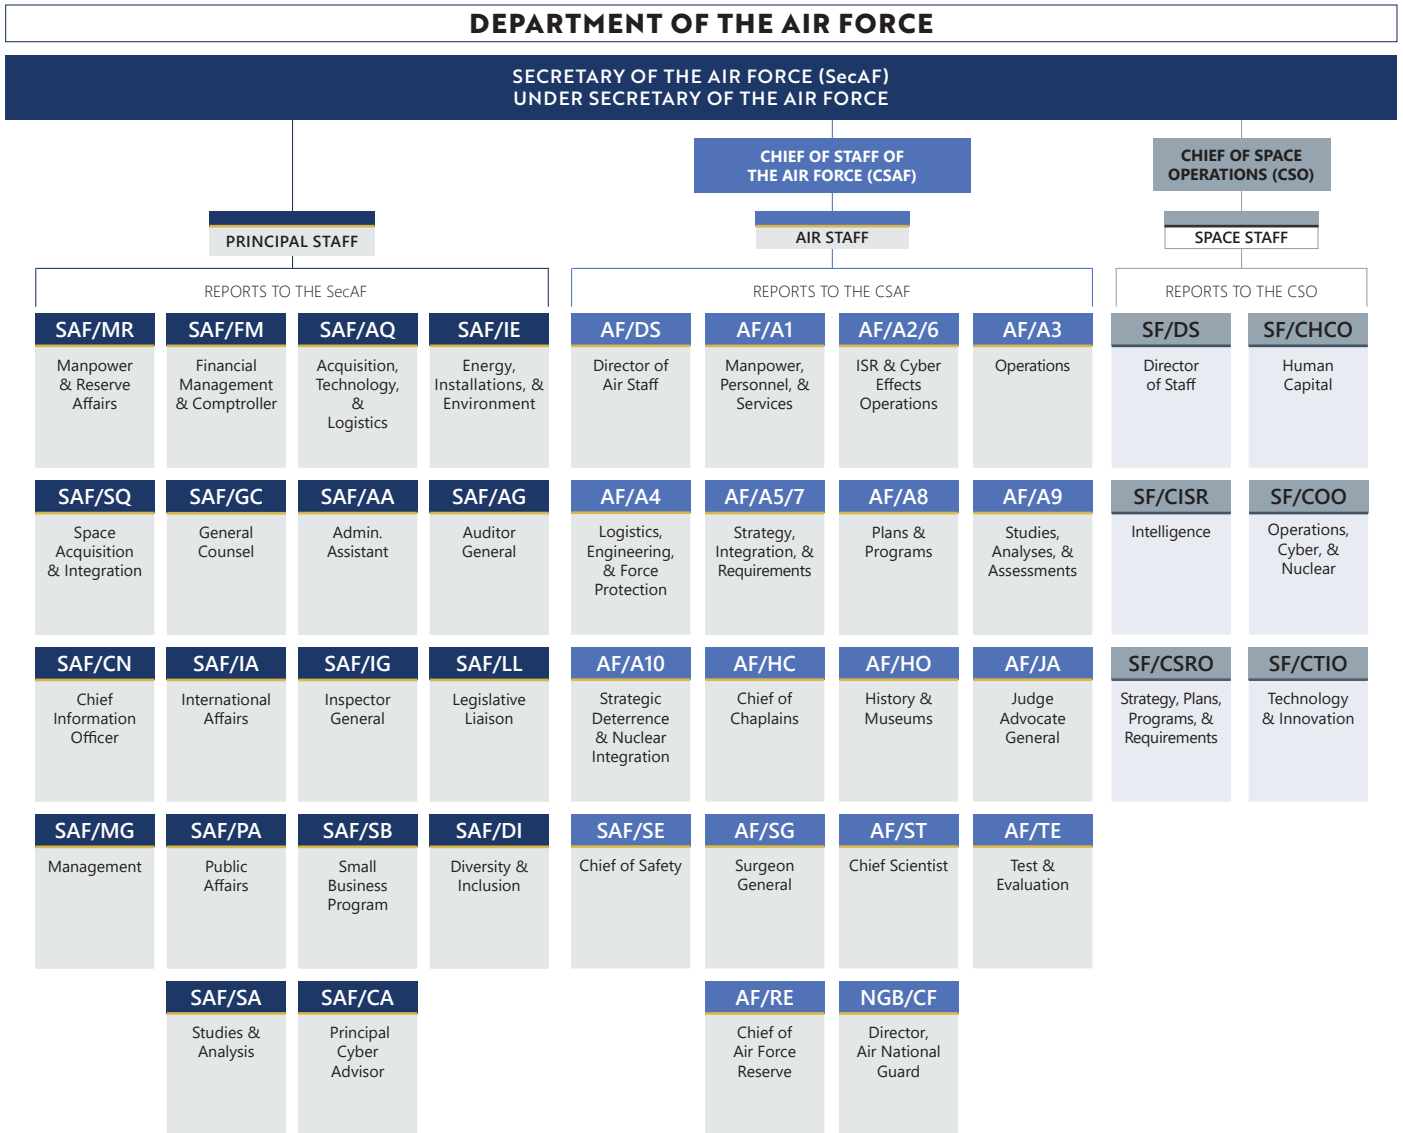 DEPARTMENT OF THE AIR FORCE
SECRETARY OF THE AIR FORCE (SecAF)
UNDER SECRETARY OF THE AIR FORCE
CHIEF OF STAFF OF
THE AIR FORCE (CSAF)
CHIEF OF SPACE
OPERATIONS (CSO)
PRINCIPAL STAFF
AIR STAFF
SPACE STAFF
REPORTS TO THE SecAF
REPORTS TO THE CSAF
REPORTS TO THE CSO
SAF/MR
Manpower
& Reserve
Affairs
SAF/FM
Financial
Management
& Comptroller
SAF/AQ
Acquisition,
Technology,
&
Logistics
SAF/IE
Energy,
Installations, &
Environment
AF/DS
Director of
Air Staff
AF/A1
Manpower,
Personnel, &
Services
AF/A2/6
ISR & Cyber
Effects
Operations
AF/A3
Operations
SF/DS
Director
of Staff
SF/CHCO
Human
Capital
SAF/SQ
Space
Acquisition
& Integration
SAF/GC
General
Counsel
SAF/AA
Admin.
Assistant
SAF/AG
Auditor
General
AF/A4
Logistics,
Engineering,
& Force
Protection
AF/A5/7
Strategy,
Integration, &
Requirements
AF/A8
Plans &
Programs
AF/A9
Studies,
Analyses, &
Assessments
SF/CISR
Intelligence
SF/COO
Operations,
Cyber, &
Nuclear
SAF/CN
Chief
Information
Officer
SAF/IA
International
Affairs
SAF/IG
Inspector
General
SAF/LL
Legislative
Liaison
AF/A10
Strategic
Deterrence
& Nuclear
Integration
AF/HC
Chief of
Chaplains
AF/HO
History &
Museums
AF/JA
Judge
Advocate
General
SF/CSRO
Strategy, Plans,
Programs, &
Requirements
SF/CTIO
Technology
& Innovation
SAF/MG
Management
SAF/PA
Public
Affairs
SAF/SB
Small
Business
Program
SAF/DI
Diversity &
Inclusion
SAF/SE
Chief of Safety
AF/SG
Surgeon
General
AF/ST
Chief Scientist
AF/TE
Test &
Evaluation
SAF/SA
Studies &
Analysis
SAF/CA
Principal
Cyber
Advisor
AF/RE
Chief of
Air Force
Reserve
NGB/CF
Director,
Air National
Guard